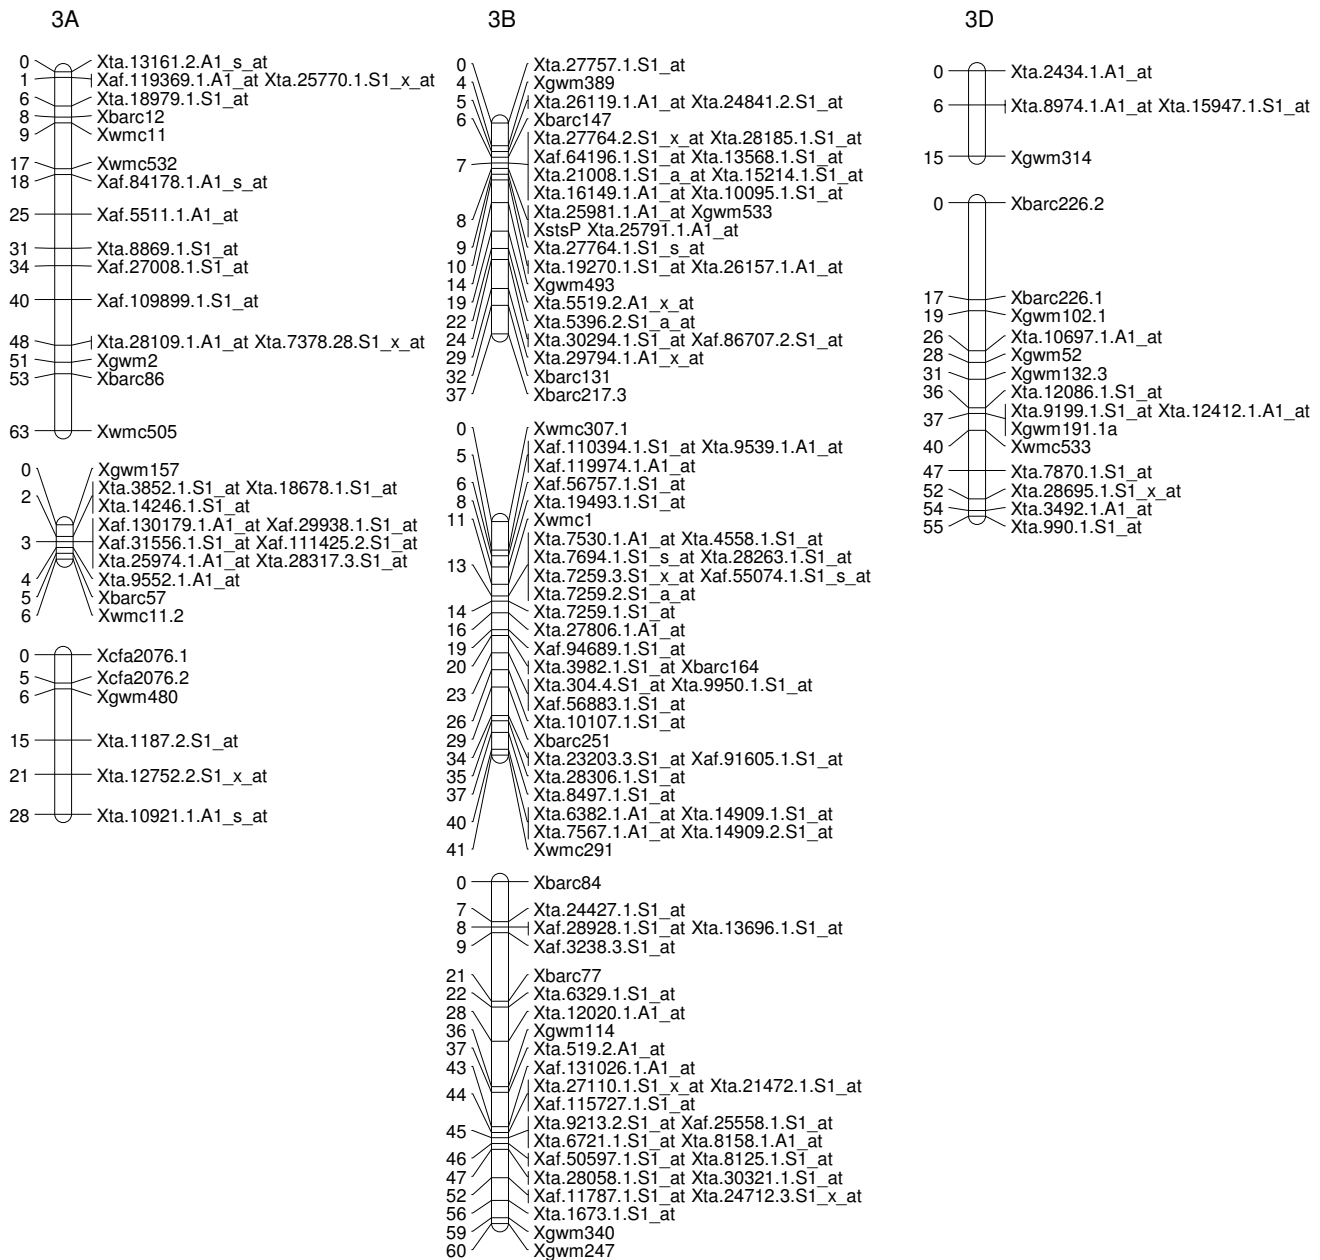 3A
0 Xta.13161.2.A1_s_at
1 Xaf.119369.1.A1_at Xta.25770.1.S1_x_at
6 Xta.18979.1.S1_at
8 Xbarc12
9 Xwmc11
17 Xwmc532
18 Xaf.84178.1.A1_s_at
25 Xaf.5511.1.A1_at
31 Xta.8869.1.S1_at
34 Xaf.27008.1.S1_at
40 Xaf.109899.1.S1_at
48 Xta.28109.1.A1_at Xta.7378.28.S1_x_at
51 Xgwm2
53 Xbarc86
63 Xwmc505
0 Xgwm157
2 Xta.3852.1.S1_at Xta.18678.1.S1_at
Xta.14246.1.S1_at
Xaf.130179.1.A1_at Xaf.29938.1.S1_at
3 Xaf.31556.1.S1_at Xaf.111425.2.S1_at
Xta.25974.1.A1_at Xta.28317.3.S1_at
4 Xta.9552.1.A1_at
5 Xbarc57
6 Xwmc11.2
0 Xcfa2076.1
5 Xcfa2076.2
6 Xgwm480
15 Xta.1187.2.S1_at
21 Xta.12752.2.S1_x_at
28 Xta.10921.1.A1_s_at
3B
0 Xta.27757.1.S1_at
4 Xgwm389
5 Xta.26119.1.A1_at Xta.24841.2.S1_at
6 Xbarc147
Xta.27764.2.S1_x_at Xta.28185.1.S1_at
7 Xaf.64196.1.S1_at Xta.13568.1.S1_at
Xta.21008.1.S1_a_at Xta.15214.1.S1_at
Xta.16149.1.A1_at Xta.10095.1.S1_at
8 Xta.25981.1.A1_at Xgwm533
XstsP Xta.25791.1.A1_at
9 Xta.27764.1.S1_s_at
10 Xta.19270.1.S1_at Xta.26157.1.A1_at
14 Xgwm493
19 Xta.5519.2.A1_x_at
22 Xta.5396.2.S1_a_at
24 Xta.30294.1.S1_at Xaf.86707.2.S1_at
29 Xta.29794.1.A1_x_at
32 Xbarc131
37 Xbarc217.3
0 Xwmc307.1
5 Xaf.110394.1.S1_at Xta.9539.1.A1_at
Xaf.119974.1.A1_at
6 Xaf.56757.1.S1_at
8 Xta.19493.1.S1_at
11 Xwmc1
Xta.7530.1.A1_at Xta.4558.1.S1_at
13 Xta.7694.1.S1_s_at Xta.28263.1.S1_at
Xta.7259.3.S1_x_at Xaf.55074.1.S1_s_at
Xta.7259.2.S1_a_at
14 Xta.7259.1.S1_at
16 Xta.27806.1.A1_at
19 Xaf.94689.1.S1_at
20 Xta.3982.1.S1_at Xbarc164
23 Xta.304.4.S1_at Xta.9950.1.S1_at
Xaf.56883.1.S1_at
26 Xta.10107.1.S1_at
29 Xbarc251
34 Xta.23203.3.S1_at Xaf.91605.1.S1_at
35 Xta.28306.1.S1_at
37 Xta.8497.1.S1_at
40 Xta.6382.1.A1_at Xta.14909.1.S1_at
Xta.7567.1.A1_at Xta.14909.2.S1_at
41 Xwmc291
0 Xbarc84
7 Xta.24427.1.S1_at
8 Xaf.28928.1.S1_at Xta.13696.1.S1_at
9 Xaf.3238.3.S1_at
21 Xbarc77
22 Xta.6329.1.S1_at
28 Xta.12020.1.A1_at
36 Xgwm114
37 Xta.519.2.A1_at
43 Xaf.131026.1.A1_at
44 Xta.27110.1.S1_x_at Xta.21472.1.S1_at
Xaf.115727.1.S1_at
45 Xta.9213.2.S1_at Xaf.25558.1.S1_at
Xta.6721.1.S1_at Xta.8158.1.A1_at
46 Xaf.50597.1.S1_at Xta.8125.1.S1_at
47 Xta.28058.1.S1_at Xta.30321.1.S1_at
52 Xaf.11787.1.S1_at Xta.24712.3.S1_x_at
56 Xta.1673.1.S1_at
59 Xgwm340
60 Xgwm247
3D
0 Xta.2434.1.A1_at
6 Xta.8974.1.A1_at Xta.15947.1.S1_at
15 Xgwm314
0 Xbarc226.2
17 Xbarc226.1
19 Xgwm102.1
26 Xta.10697.1.A1_at
28 Xgwm52
31 Xgwm132.3
36 Xta.12086.1.S1_at
37 Xta.9199.1.S1_at Xta.12412.1.A1_at
Xgwm191.1a
40 Xwmc533
47 Xta.7870.1.S1_at
52 Xta.28695.1.S1_x_at
54 Xta.3492.1.A1_at
55 Xta.990.1.S1_at